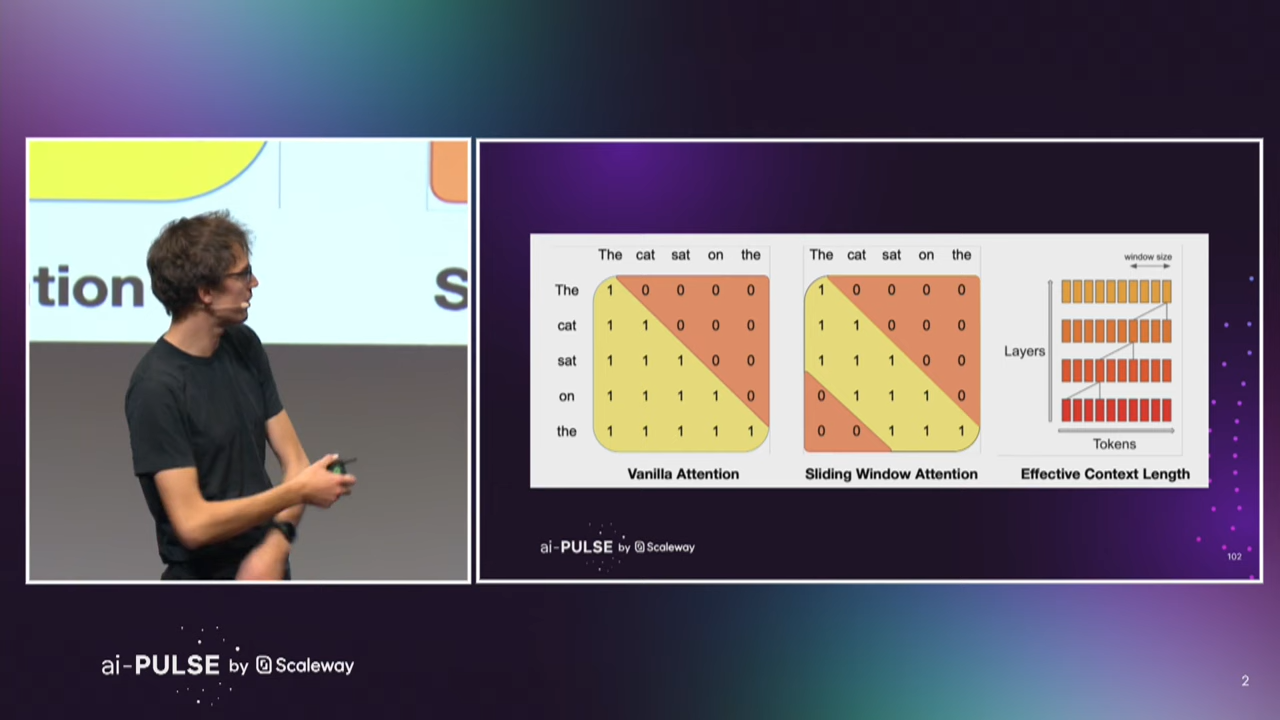 tion
S
The cat sat on the
The 1 0 0 0 0
cat 1 1 0 0 0
sat 1 1 1 0 0
on 1 1 1 1 0
the 1 1 1 1 1
Vanilla Attention
The cat sat on the
1 0 0 0 0
1 1 0 0 0
1 1 1 0 0
0 1 1 1 0
0 0 1 1 1
Sliding Window Attention
window size
Layers
Tokens
Effective Context Length
ai-PULSE by Scaleway
102
ai-PULSE by Scaleway
2